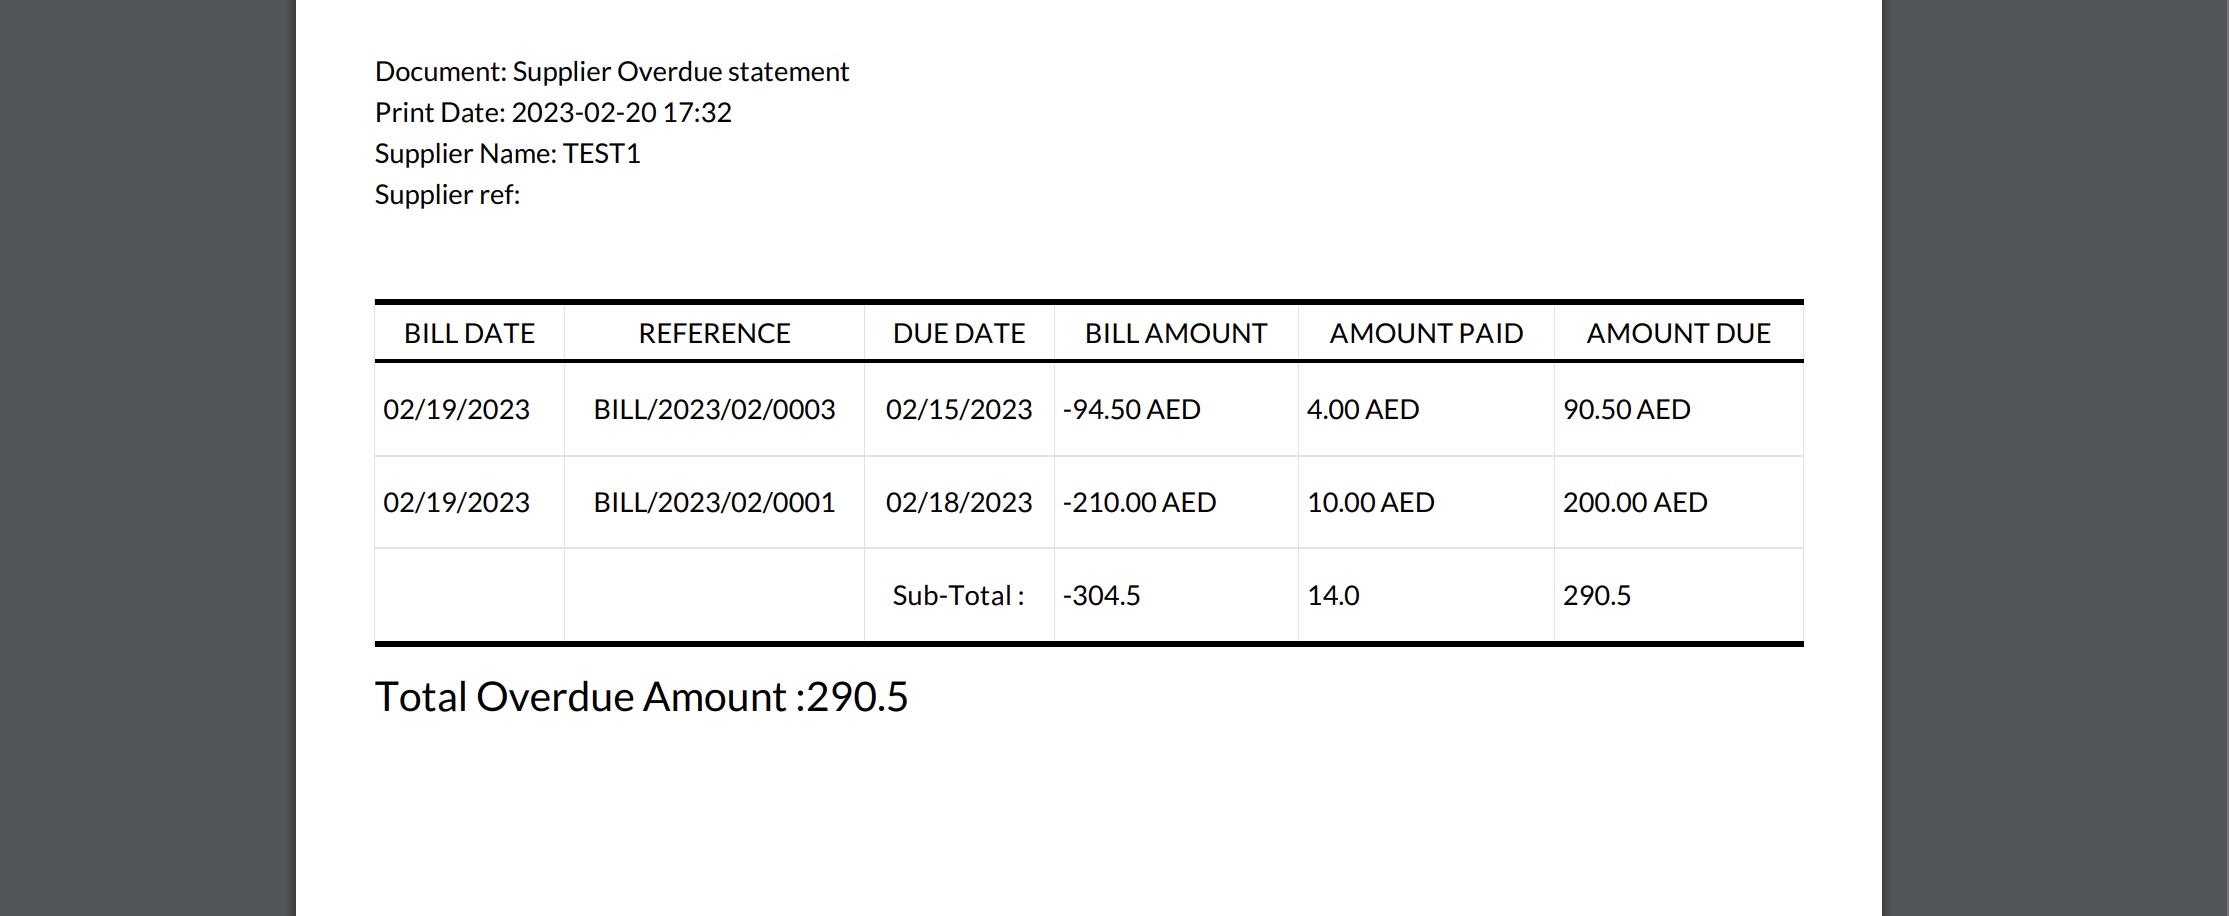 Document: Supplier Overdue statement
Print Date: 2023-02-20 17:32
Supplier Name: TEST1
Supplier ref:
BILL DATE REFERENCE DUE DATE BILL AMOUNT AMOUNT PAID AMOUNT DUE
02/19/2023 BILL/2023/02/0003 02/15/2023 -94.50 AED 4.00 AED 90.50 AED
02/19/2023 BILL/2023/02/0001 02/18/2023 -210.00 AED 10.00 AED 200.00 AED
Sub-Total : -304.5 14.0 290.5
Total Overdue Amount :290.5